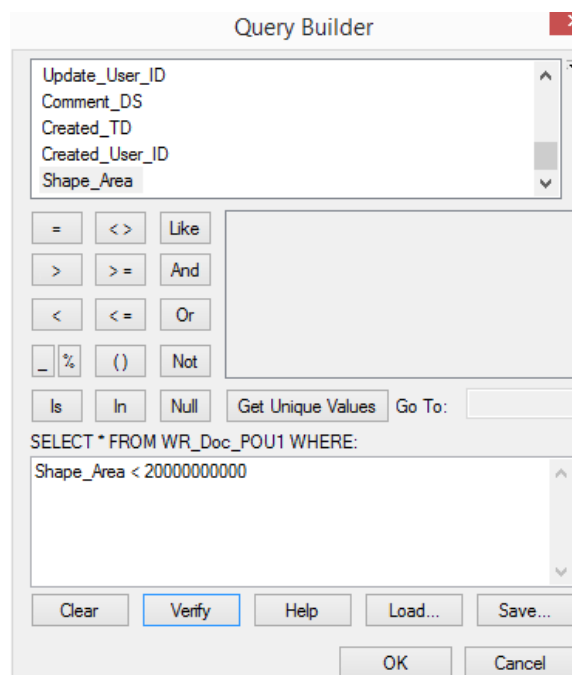 Query Builder
Update_User_ID
Comment_DS
Created_TD
Created_User_ID
Shape_Area
= < > Like
> > = And
< < = Or
_ % ( ) Not
Is In Null Get Unique Values Go To:
SELECT * FROM WR_Doc_POU1 WHERE:
Shape_Area < 20000000000
Clear Verify Help Load... Save...
OK Cancel